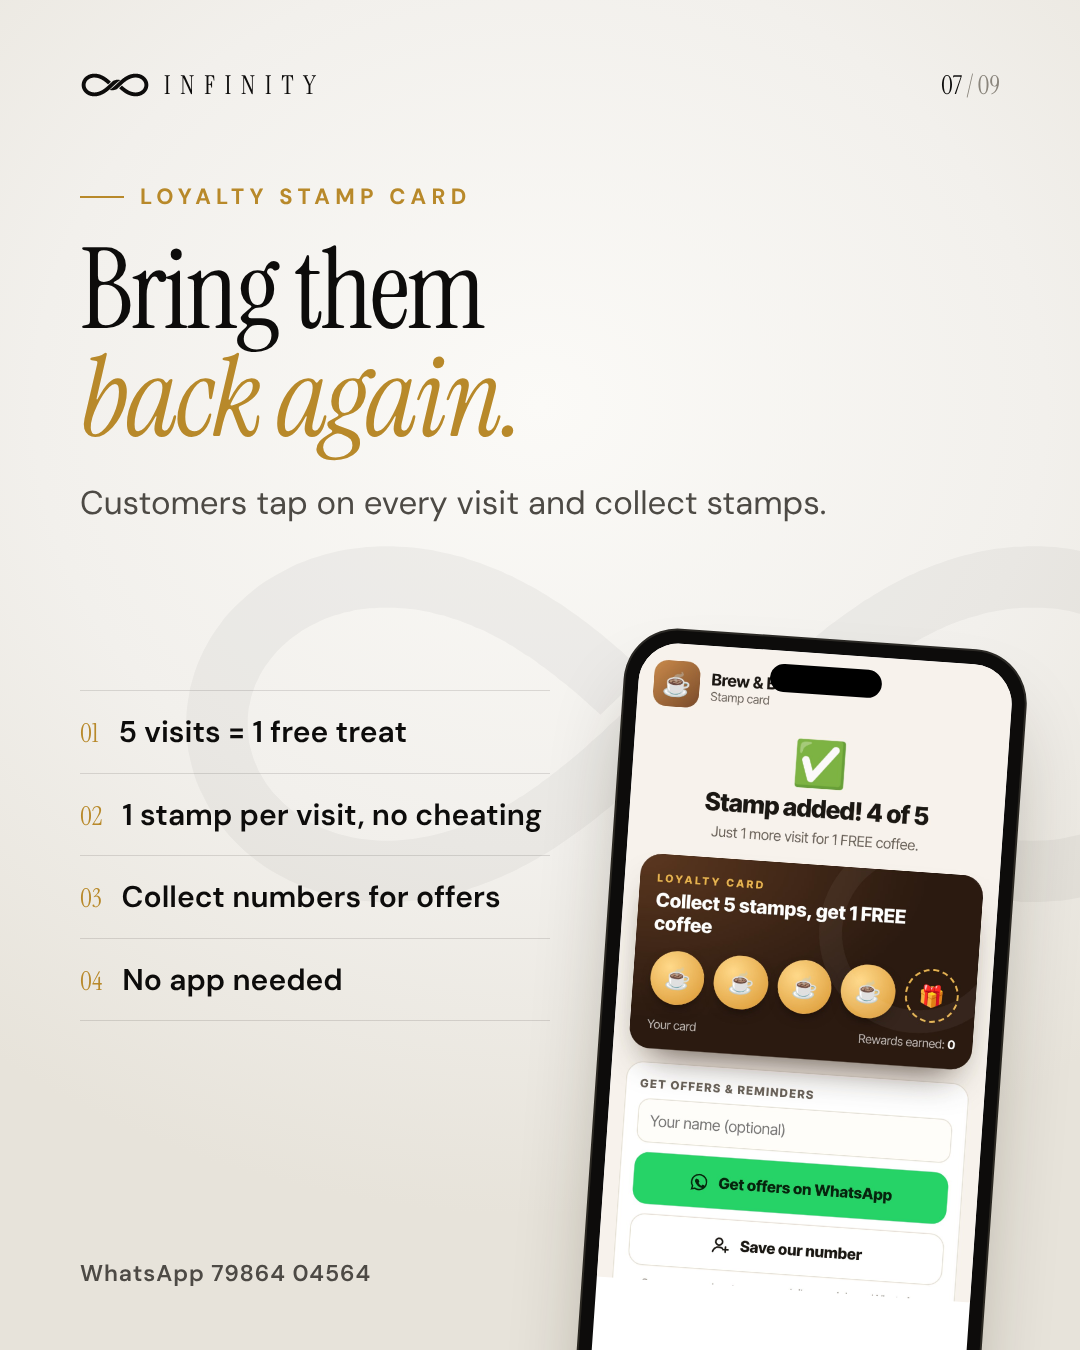 INFINITY
07 / 09
LOYALTY STAMP CARD
Bring them
back again.
Customers tap on every visit and collect stamps.
01 5 visits = 1 free treat
02 1 stamp per visit, no cheating
03 Collect numbers for offers
04 No app needed
WhatsApp 79864 04564
Brew &
Stamp card
Stamp added! 4 of 5
Just 1 more visit for 1 FREE coffee.
LOYALTY CARD
Collect 5 stamps, get 1 FREE
coffee
Your card
Rewards earned: 0
GET OFFERS & REMINDERS
Your name (optional)
Get offers on WhatsApp
Save our number